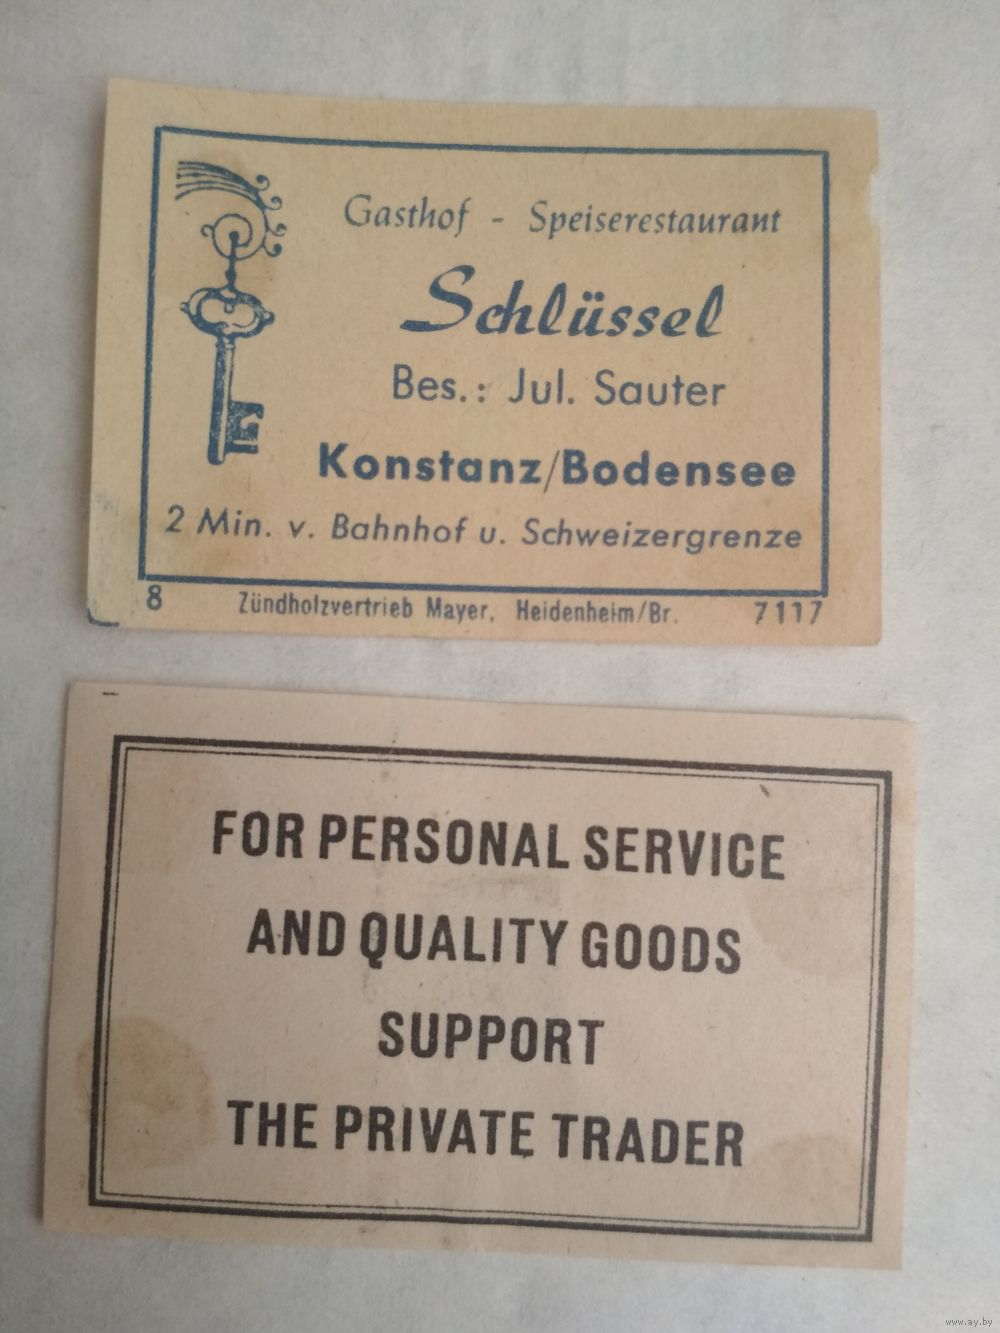 Gasthof - Speiserestaurant
Schlüssel
Bes.: Jul. Sauter
Konstanz/Bodensee
2 Min. v. Bahnhof u. Schweizergrenze
8 Zündholzvertrieb Mayer, Heidenheim/Br. 7117
FOR PERSONAL SERVICE
AND QUALITY GOODS
SUPPORT
THE PRIVATE TRADER
www.ay.by